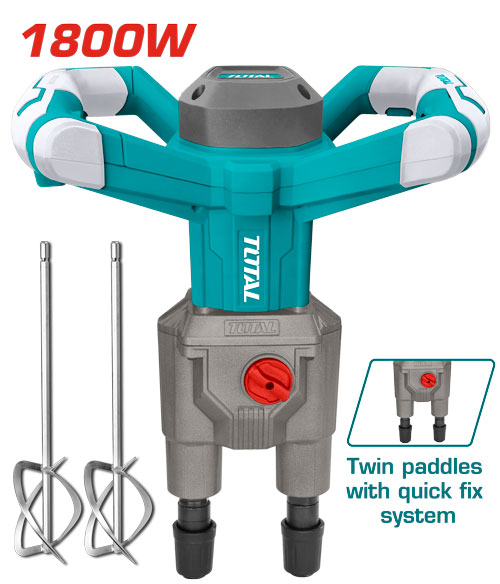 1800W
TOTAL
TOTAL
TOTAL
Twin paddles
with quick fix
system